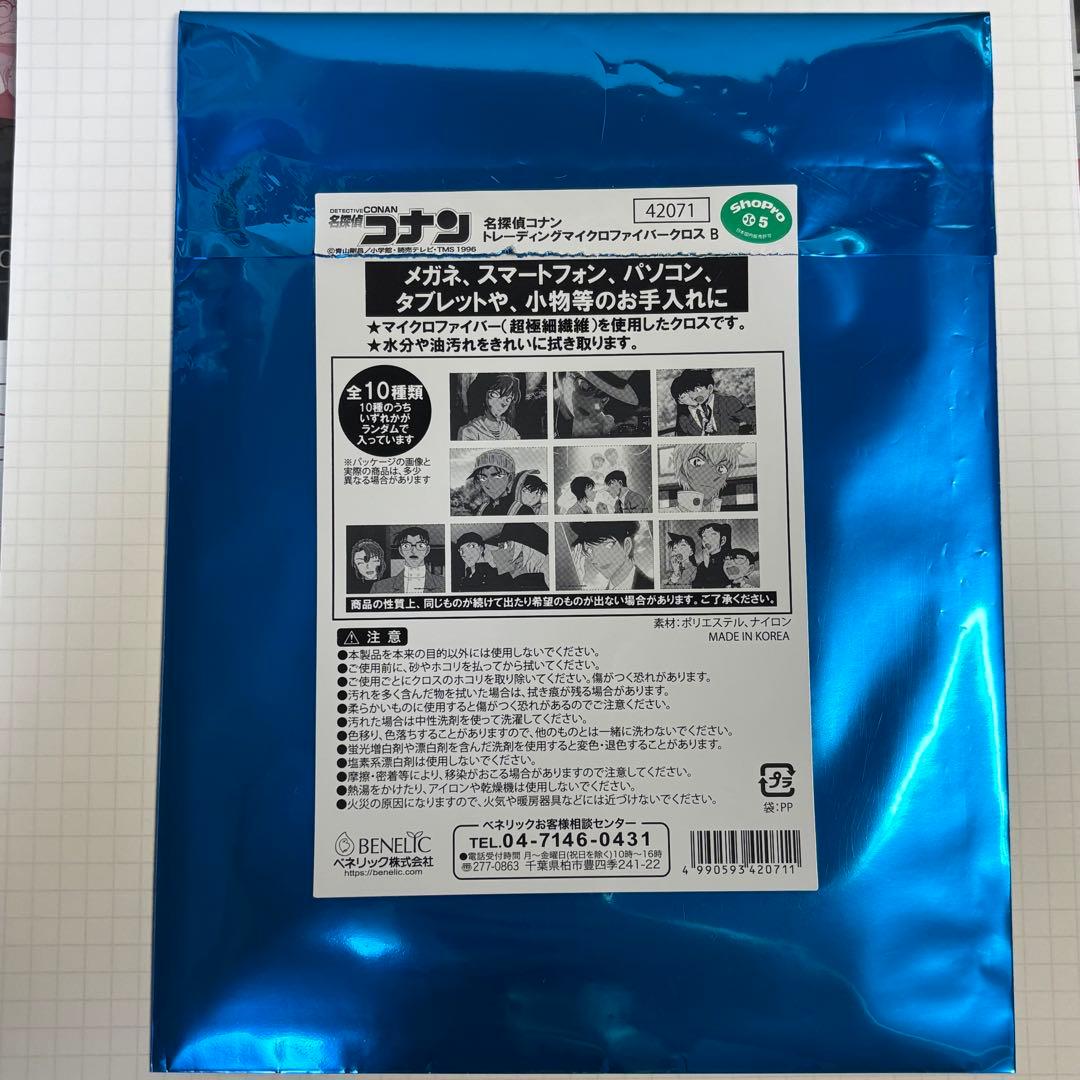 DETECTIVE CONAN
名探偵コナン
©青山剛昌／小学館・読売テレビ・TMS 1996
名探偵コナン
トレーディングマイクロファイバークロス B
42071
ShoPro
5
日本国内販売許可
メガネ、スマートフォン、パソコン、
タブレットや、小物等のお手入れに
★マイクロファイバー(超極細繊維)を使用したクロスです。
★水分や油汚れをきれいに拭き取ります。
全10種類
10種のうち
いずれかが
ランダムで
入っています
※パッケージの画像と
実際の商品は、多少
異なる場合があります
商品の性質上、同じものが続けて出たり希望のものが出ない場合があります。ご了承ください。
素材:ポリエステル、ナイロン
MADE IN KOREA
注意
●本製品を本来の目的以外には使用しないでください。
●ご使用前に、砂やホコリを払ってから拭いてください。
●ご使用ごとにクロスのホコリを取り除いてください。傷がつく恐れがあります。
●汚れを多く含んだ物を拭いた場合は、拭き痕が残る場合があります。
●柔らかいものに使用すると傷がつく恐れがあるのでご注意ください。
●汚れた場合は中性洗剤を使って洗濯してください。
●色移り、色落ちすることがありますので、他のものとは一緒に洗わないでください。
●蛍光増白剤や漂白剤を含んだ洗剤を使用すると変色・退色することがあります。
●塩素系漂白剤は使用しないでください。
●摩擦・密着等により、移染がおこる場合がありますので注意してください。
●熱湯をかけたり、アイロンや乾燥機は使用しないでください。
●火災の原因になりますので、火気や暖房器具などには近づけないでください。
プラ
袋:PP
BENELIC
ベネリック株式会社
https://benelic.com
ベネリックお客様相談センター
TEL.04-7146-0431
●電話受付時間 月〜金曜日(祝日を除く)10時〜16時
〠277-0863 千葉県柏市豊四季241-22
4 990593 420711